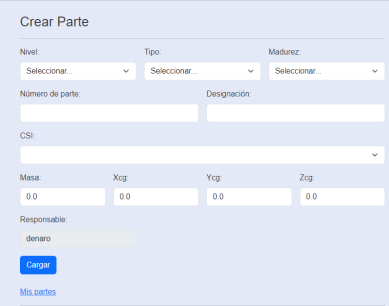 Crear Parte
Nivel: Tipo: Madurez:
Seleccionar... Seleccionar... Seleccionar...
Número de parte: Designación:
CSI:
Masa: Xcg: Ycg: Zcg:
0.0 0.0 0.0 0.0
Responsable:
denaro
Cargar
Mis partes